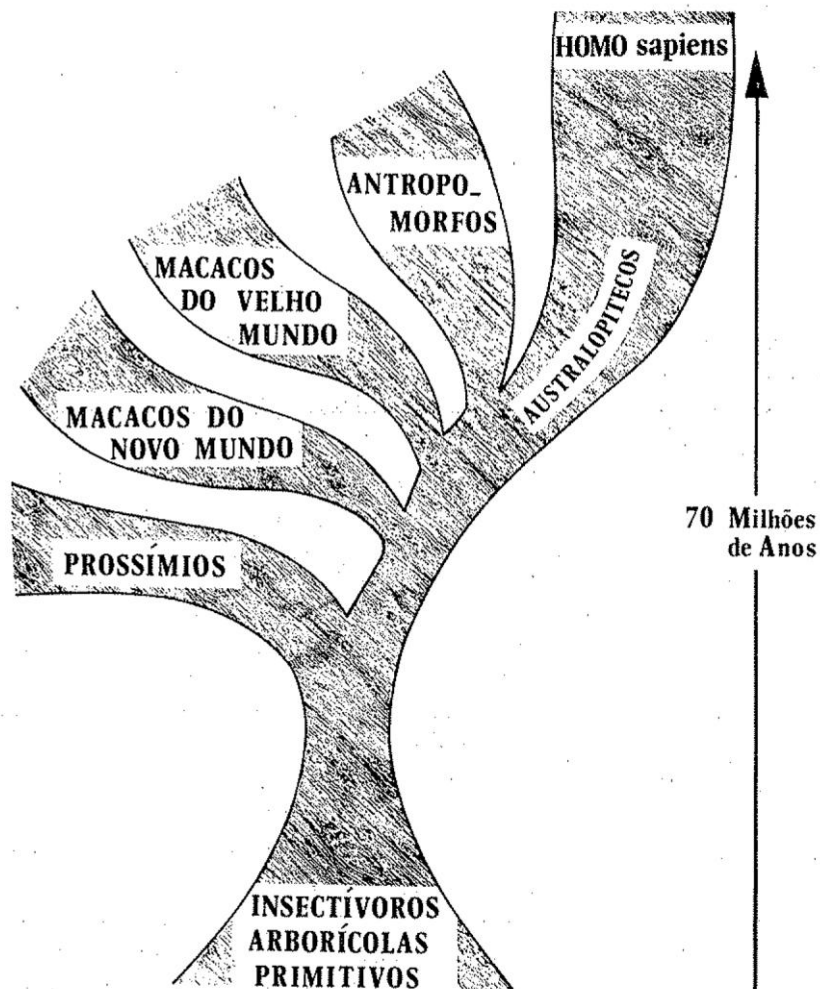 HOMO sapiens
ANTROPO_
MORFOS
MACACOS
DO VELHO
MUNDO
AUSTRALOPITECOS
MACACOS DO
NOVO MUNDO
70 Milhões
de Anos
PROSSÍMIOS
INSECTÍVOROS
ARBORÍCOLAS
PRIMITIVOS